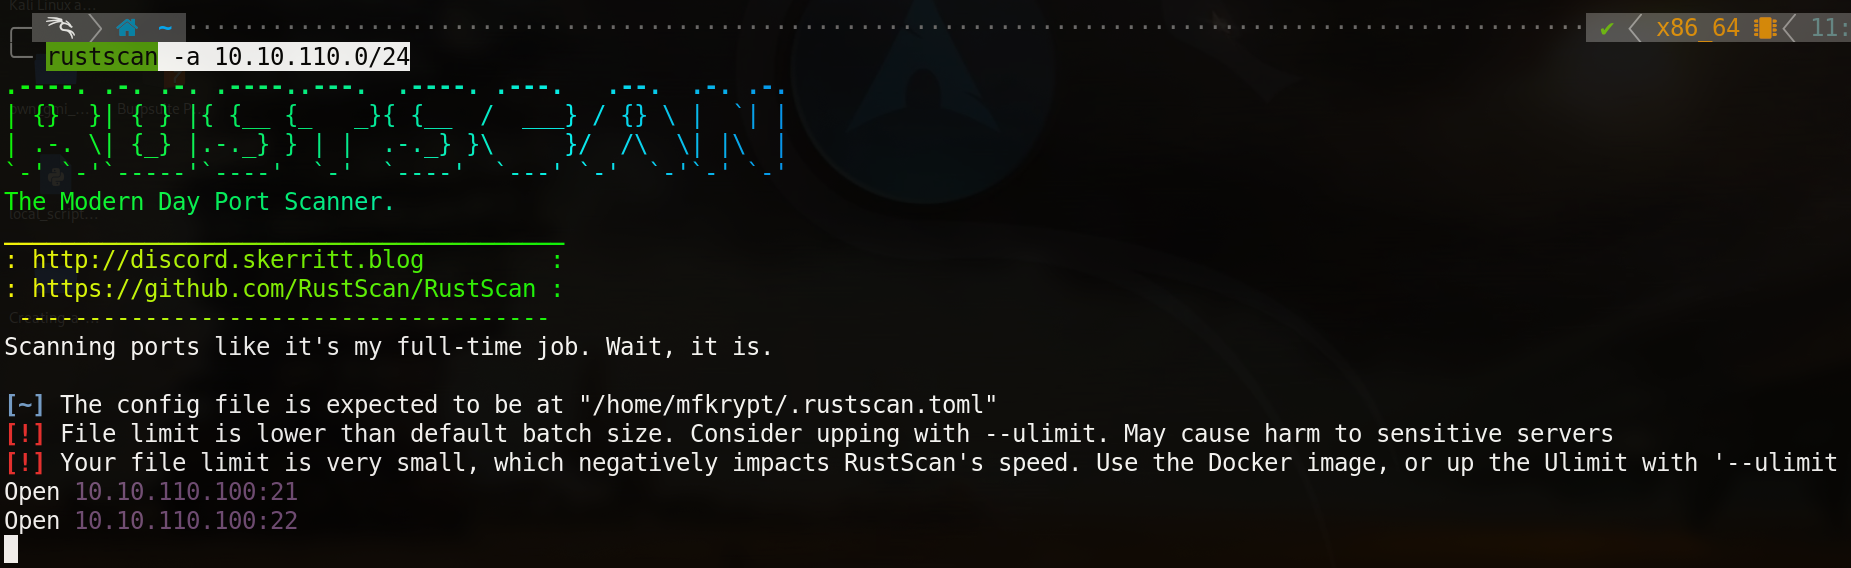 Kali Linux a...
~ ✔ x86_64 11:
rustscan -a 10.10.110.0/24
.----. .-. .-. .----..---.  .----. .---.   .--.  .-. .-.
| {}  }| { } |{ {__ {_   _}{ {__  /  ___} / {} \ |  `| |
| .-. \| {_} |.-._} } | |  .-._} }\     }/  /\  \| |\  |
`-' `-'`-----'`----'  `-'  `----'  `---' `-'  `-'`-' `-'
The Modern Day Port Scanner.
________________________________________
: http://discord.skerritt.blog         :
: https://github.com/RustScan/RustScan :
 --------------------------------------
Scanning ports like it's my full-time job. Wait, it is.
[~] The config file is expected to be at "/home/mfkrypt/.rustscan.toml"
[!] File limit is lower than default batch size. Consider upping with --ulimit. May cause harm to sensitive servers
[!] Your file limit is very small, which negatively impacts RustScan's speed. Use the Docker image, or up the Ulimit with '--ulimit
Open 10.10.110.100:21
Open 10.10.110.100:22